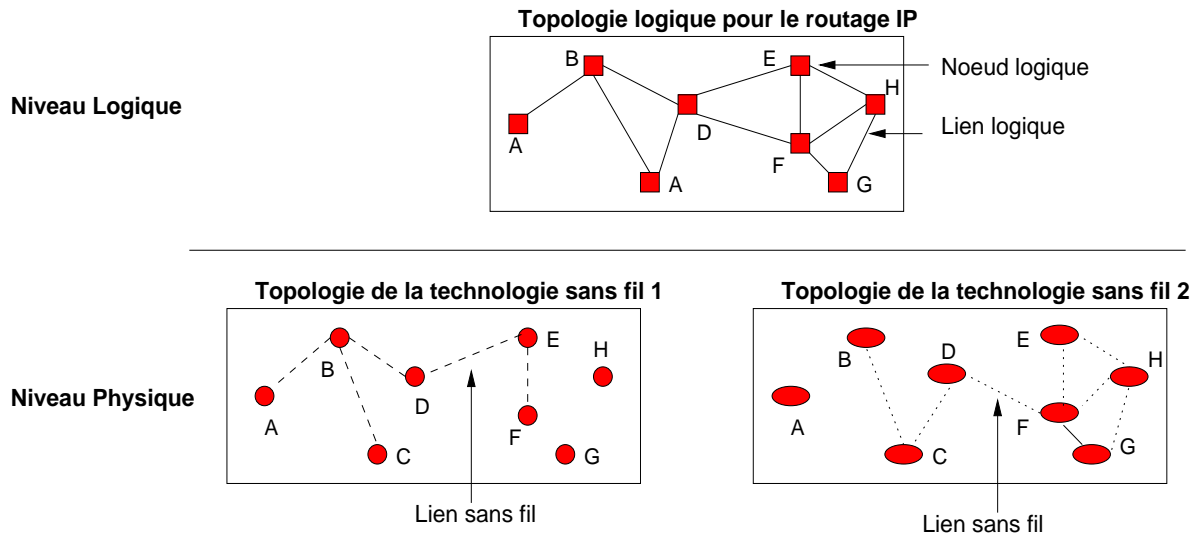 Topologie logique pour le routage IP
B
E
Noeud logique
H
Niveau Logique
D
Lien logique
A
F
A
G
Topologie de la technologie sans fil 1
Topologie de la technologie sans fil 2
E
B
H
D
Niveau Physique
A
F
C
G
Lien sans fil
E
B
D
H
A
F
C
G
Lien sans fil